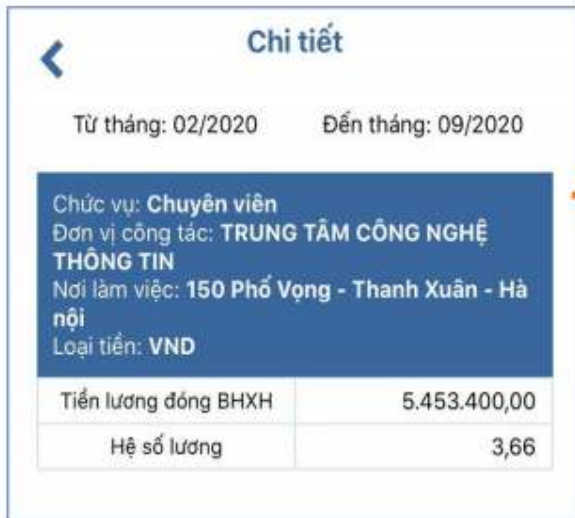 Chi tiết
Từ tháng: 02/2020 Đến tháng: 09/2020
Chức vụ: Chuyên viên
Đơn vị công tác: TRUNG TÂM CÔNG NGHỆ
THÔNG TIN
Nơi làm việc: 150 Phố Vọng - Thanh Xuân - Hà
nội
Loại tiền: VND
Tiền lương đóng BHXH 5.453.400,00
Hệ số lương 3,66